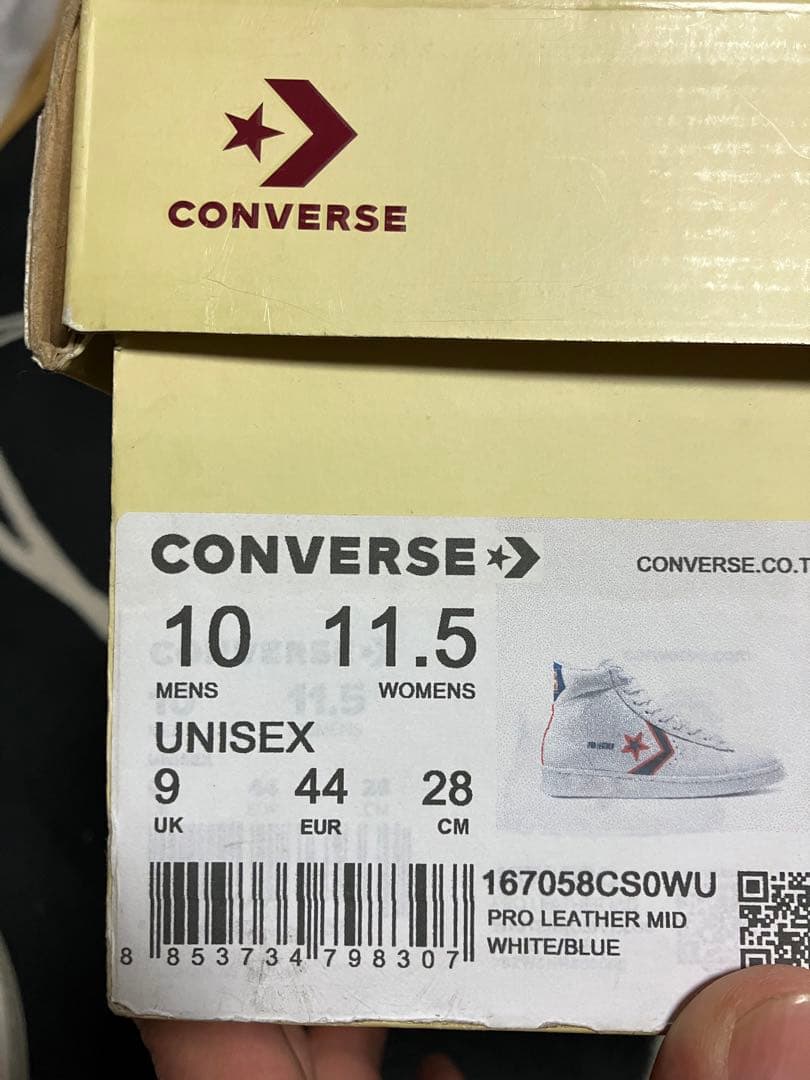 CONVERSE
CONVERSE
CONVERSE.CO.T
10 11.5
MENS WOMENS
UNISEX
9 44 28
UK EUR CM
8 853734 798307
167058CS0WU
PRO LEATHER MID
WHITE/BLUE